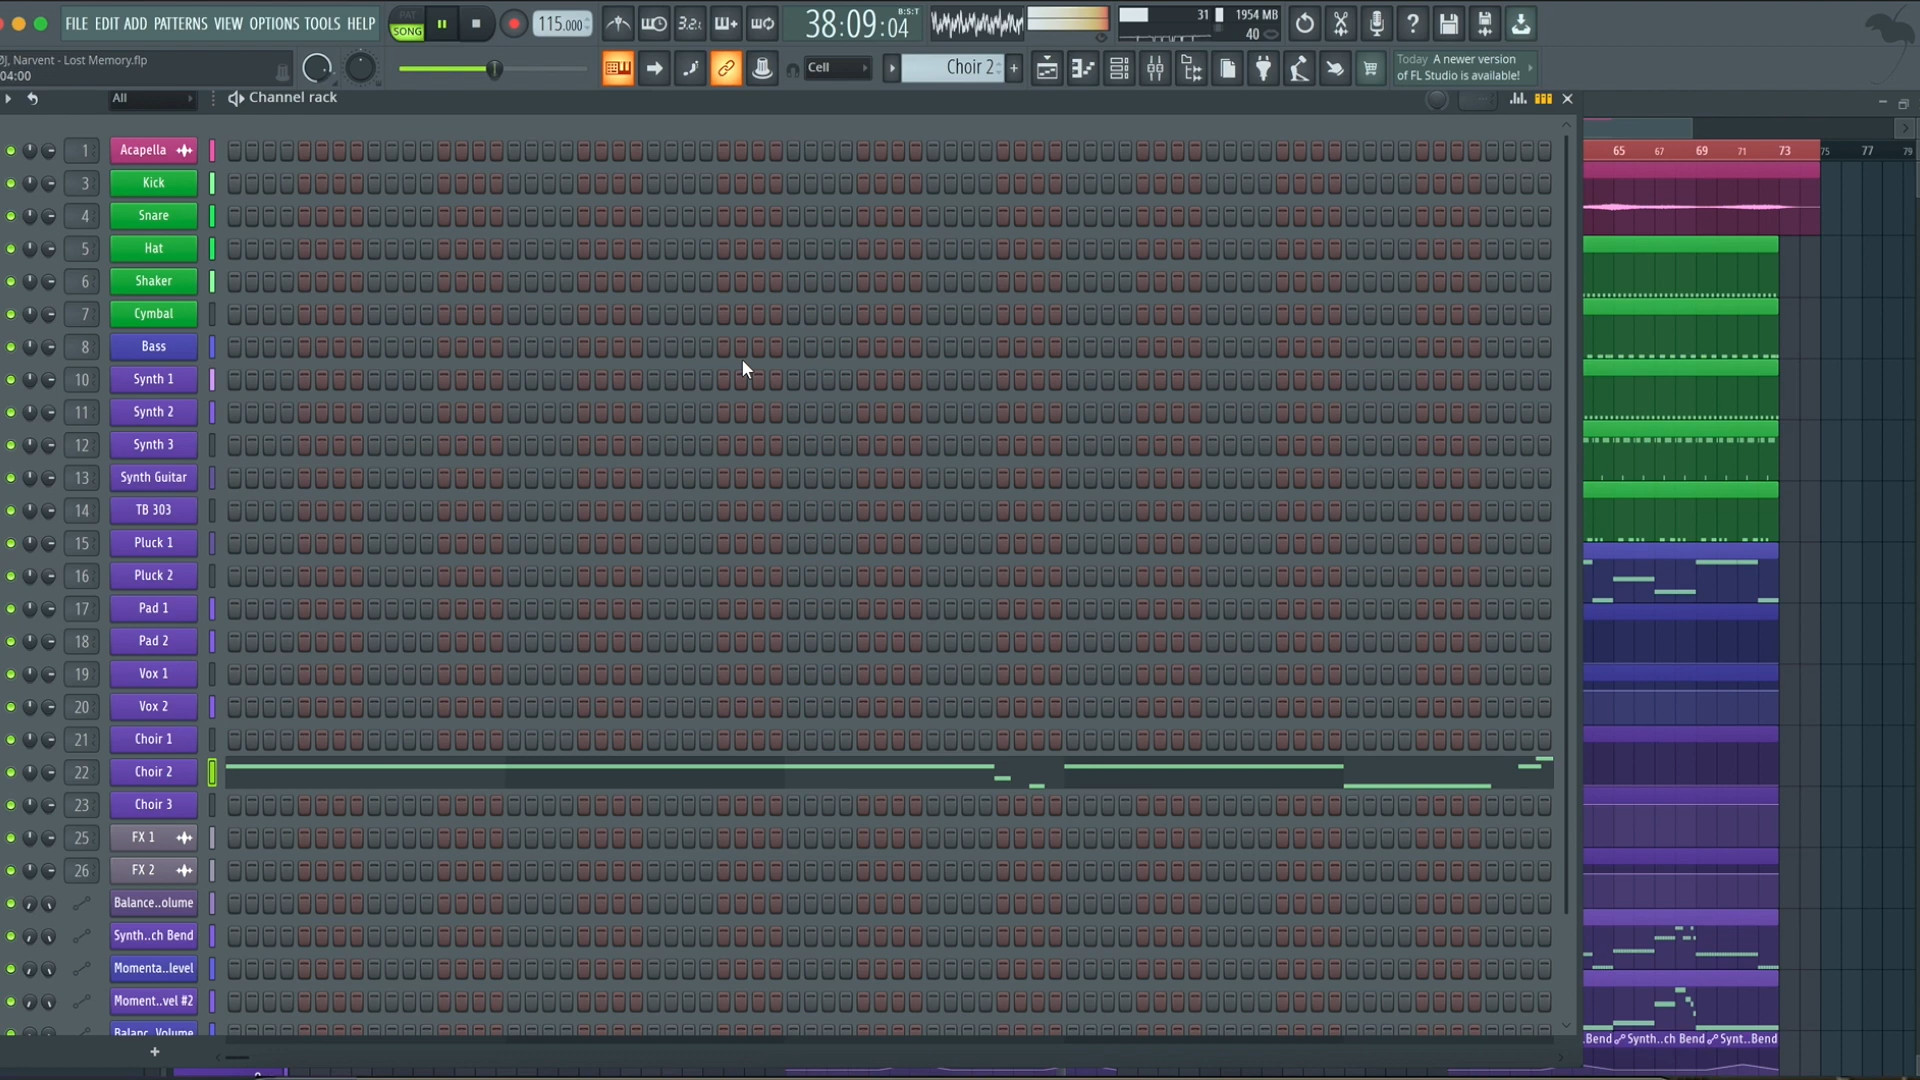 FILE EDIT ADD PATTERNS VIEW OPTIONS TOOLS HELP
PAT
SONG
115.000
3.2.
38:09:04
B:S:T
31
1954 MB
40
J, Narvent - Lost Memory.flp
04:00
Cell
Choir 2
Today A newer version
of FL Studio is available!
All
Channel rack
1 Acapella
3 Kick
4 Snare
5 Hat
6 Shaker
7 Cymbal
8 Bass
10 Synth 1
11 Synth 2
12 Synth 3
13 Synth Guitar
14 TB 303
15 Pluck 1
16 Pluck 2
17 Pad 1
18 Pad 2
19 Vox 1
20 Vox 2
21 Choir 1
22 Choir 2
23 Choir 3
25 FX 1
26 FX 2
Balance..olume
Synth..ch Bend
Momenta..level
Moment..vel #2
Balanc..Volume
65 67 69 71 73 75 77 79
.Bend Synth..ch Bend Synt..Bend